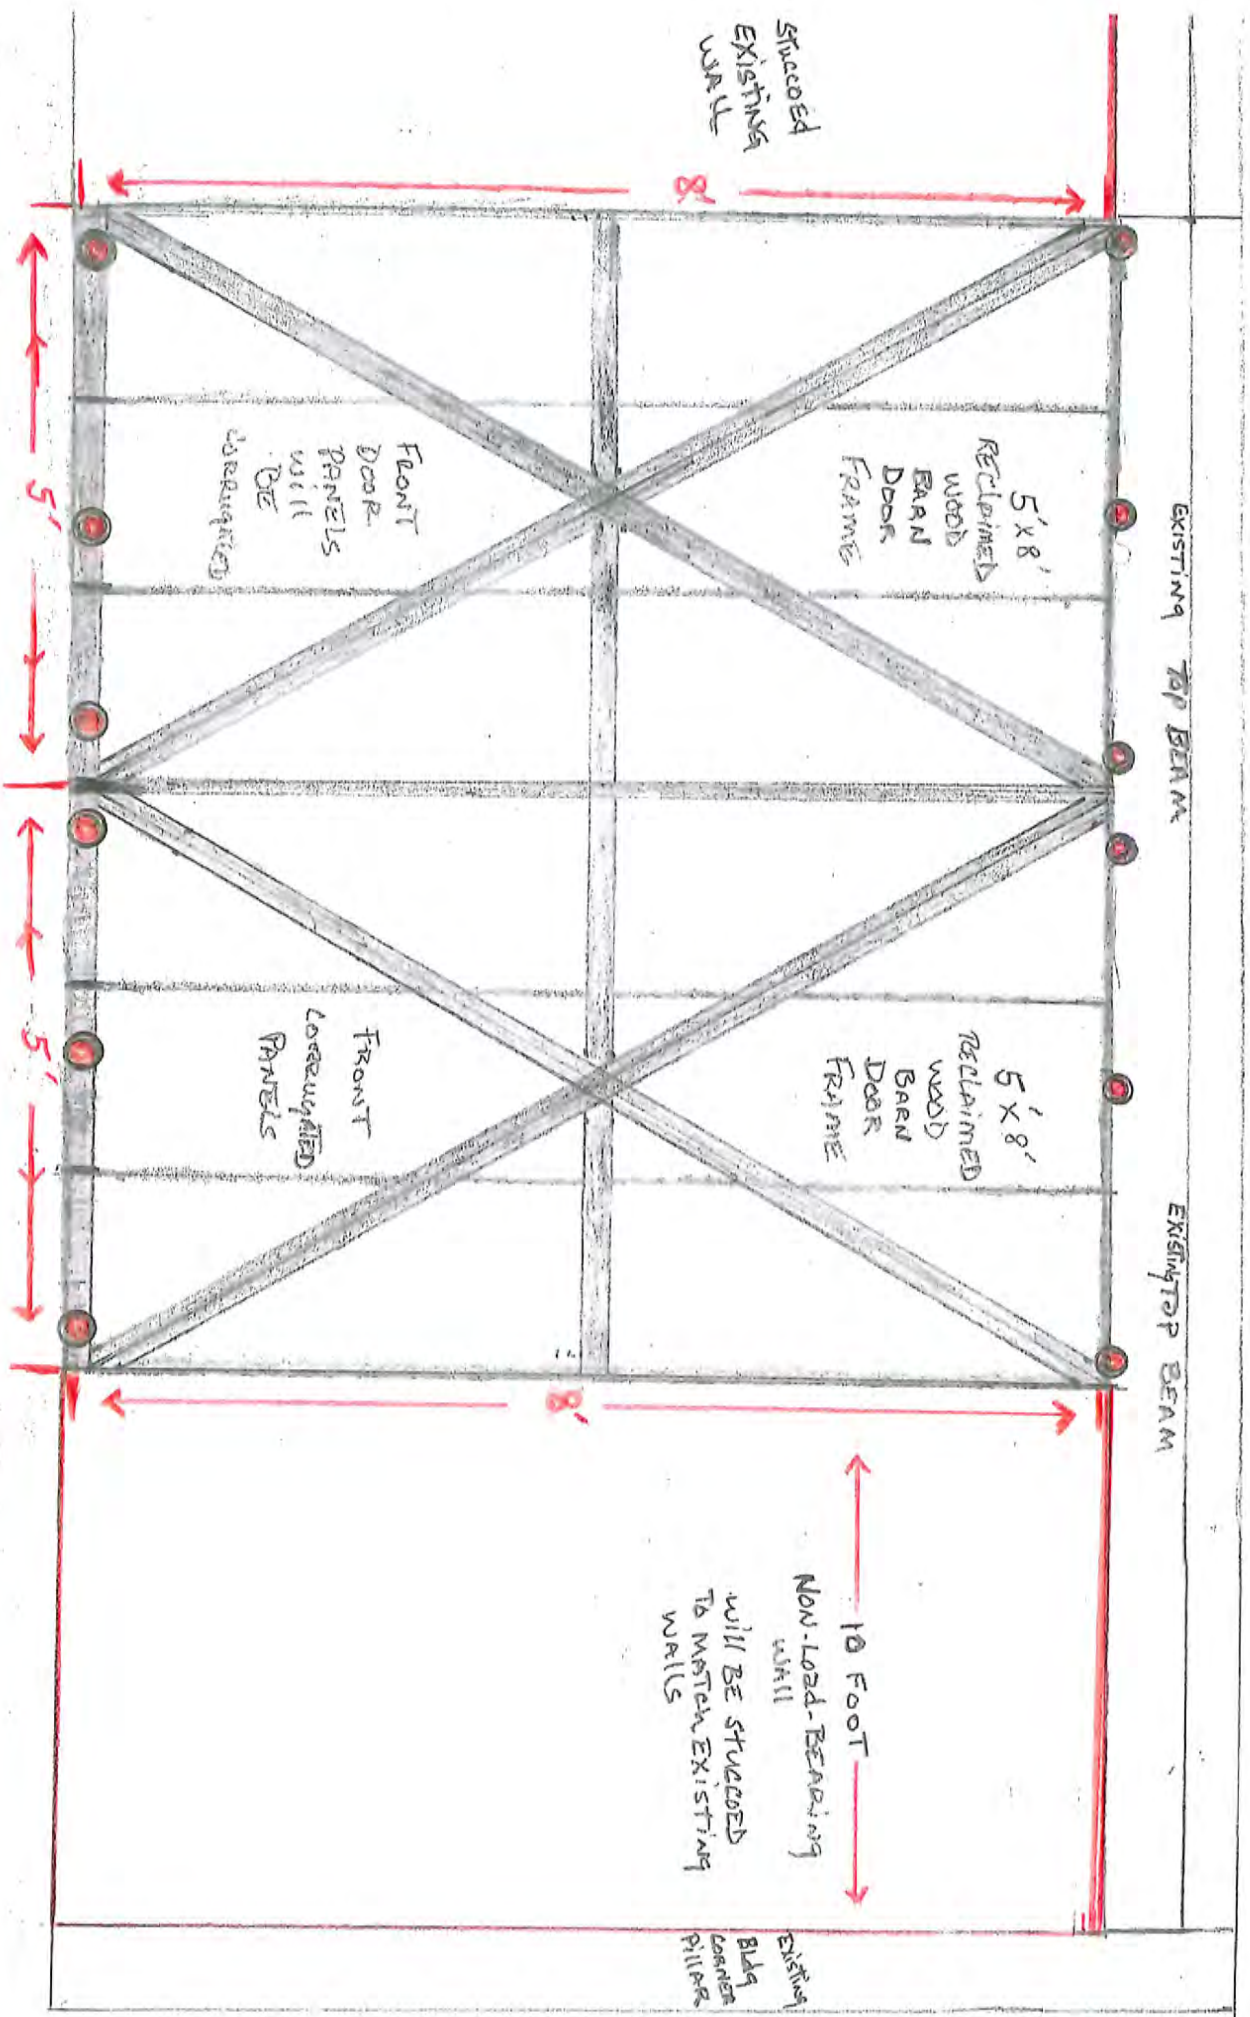 STUCCOED
EXISTING
WALL
8'
EXISTING TOP BEAM
EXISTING TOP BEAM
5'x8'
RECLAIMED
WOOD
BARN
DOOR
FRAME
5'x8'
RECLAIMED
WOOD
BARN
DOOR
FRAME
FRONT
DOOR
PANELS
Will
BE
CORRUGATED
FRONT
CORRUGATED
PANELS
5'
5'
8'
10 FOOT
NON-LOAD-BEARING
WALL
Will BE STUCCOED
TO MATCH EXISTING
WALLS
EXISTING
Bldg
CORNER
PILLAR